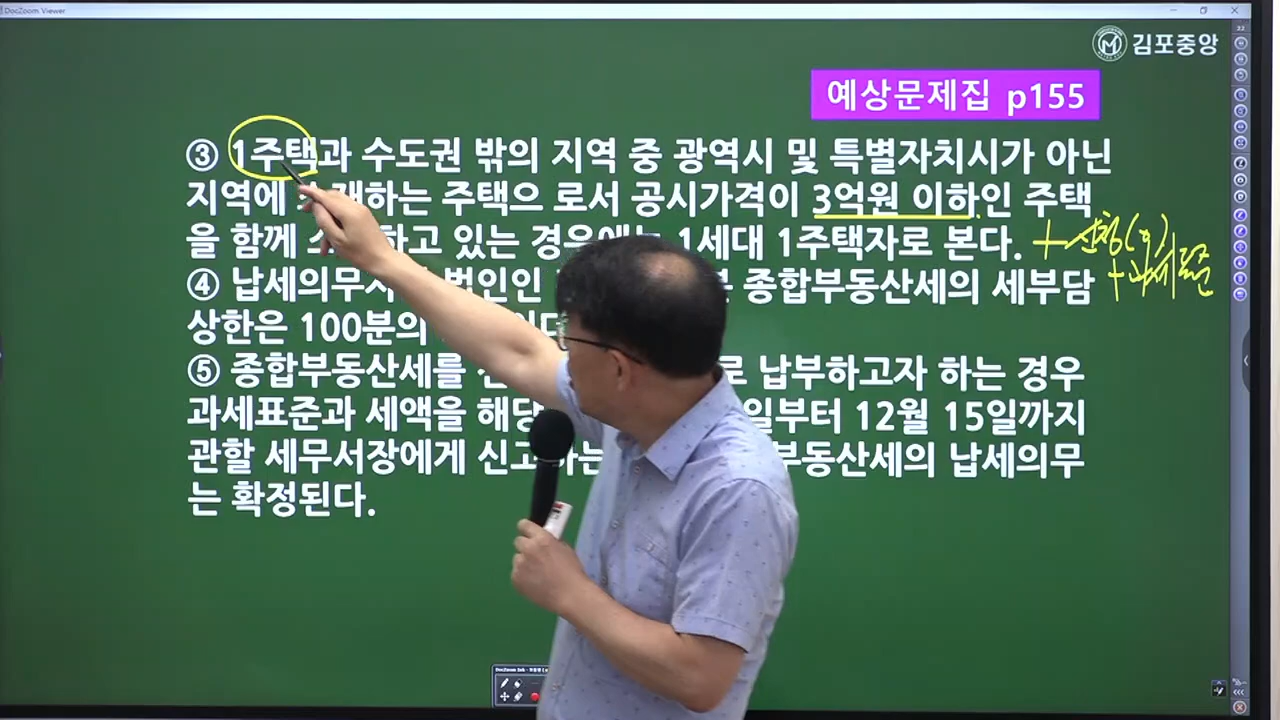 DocZoom Viewer
김포중앙
예상문제집 p155
③ 1주택과 수도권 밖의 지역 중 광역시 및 특별자치시가 아닌
지역에 하는 주택으 로서 공시가격이 3억원 이하인 주택
을 함께 하고 있는 경우에는 1세대 1주택자로 본다.
④ 납세의무 법인인 종합부동산세의 세부담
상한은 100분의
⑤ 종합부동산세를 납부하고자 하는 경우
과세표준과 세액을 해당 일부터 12월 15일까지
관할 세무서장에게 신고하는 부동산세의 납세의무
는 확정된다.